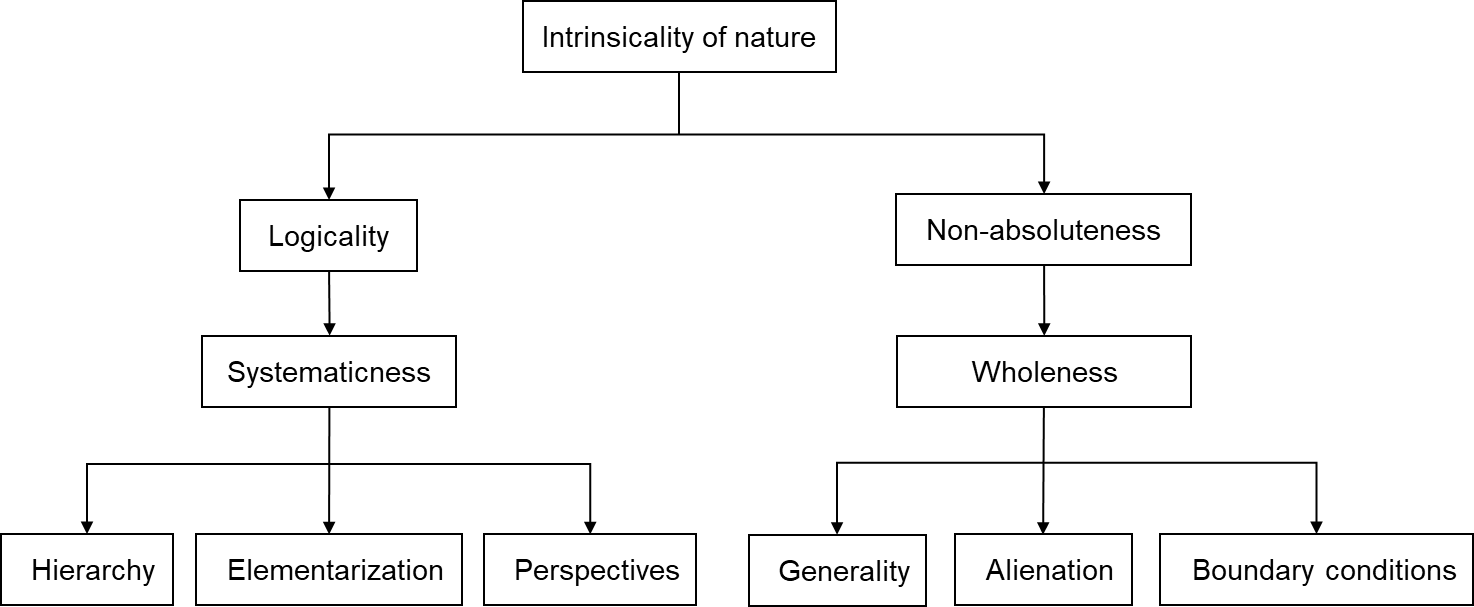 Intrinsicality of nature
Logicality
Non-absoluteness
Systematicness
Wholeness
Hierarchy
Elementarization
Perspectives
Generality
Alienation
Boundary conditions